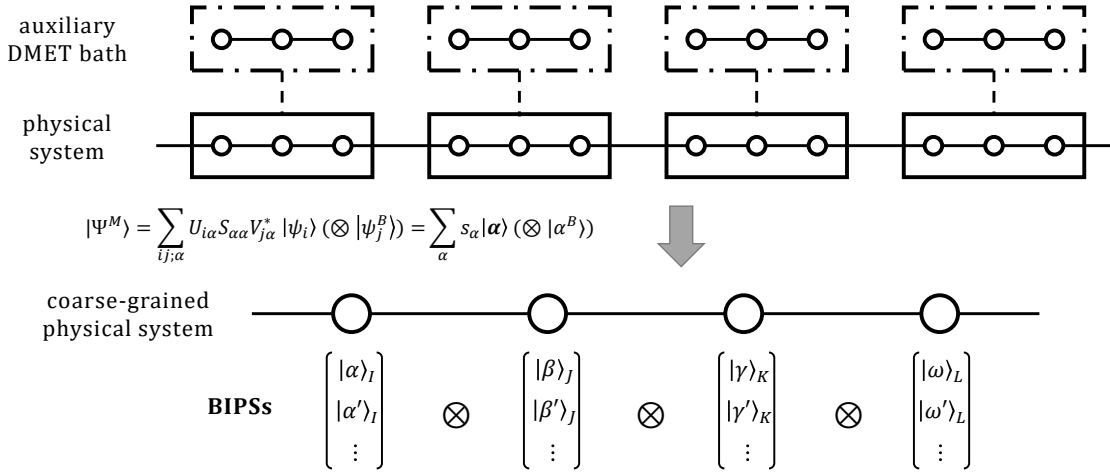 auxiliary
DMET bath
physical
system
|Ψ^M⟩ = ∑_{ij;α} U_{iα} S_{αα} V^*_{jα} |ψ_i⟩ (⊗ |ψ_j^B⟩) = ∑_α s_α |𝜶⟩ (⊗ |α^B⟩)
coarse-grained
physical system
|α⟩_I |β⟩_J |γ⟩_K |ω⟩_L
BIPSs |α′⟩_I ⊗ |β′⟩_J ⊗ |γ′⟩_K ⊗ |ω′⟩_L
⋮ ⋮ ⋮ ⋮